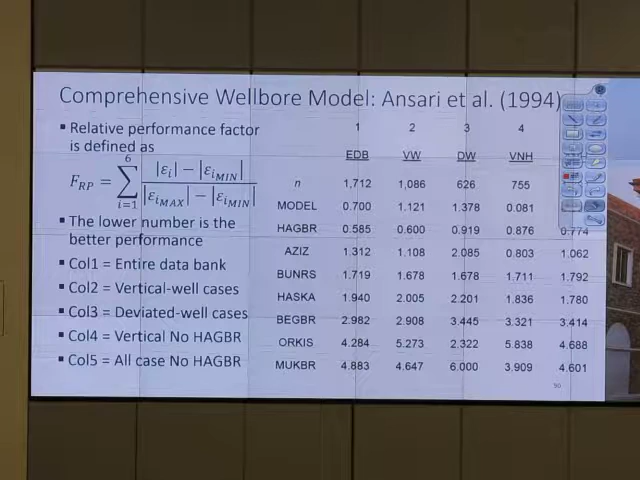 Comprehensive Wellbore Model: Ansari et al. (1994)
▪ Relative performance factor
is defined as
F_RP = 6 ∑ i=1 |ε_i| − |ε_iMIN| / |ε_iMAX| − |ε_iMIN|
▪ The lower number is the
better performance
▪ Col1 = Entire data bank
▪ Col2 = Vertical-well cases
▪ Col3 = Deviated-well cases
▪ Col4 = Vertical No HAGBR
▪ Col5 = All case No HAGBR
1 2 3 4
EDB VW DW VNH
n 1,712 1,086 626 755
MODEL 0.700 1.121 1.378 0.081
HAGBR 0.585 0.600 0.919 0.876 0.774
AZIZ 1.312 1.108 2.085 0.803 1.062
BUNRS 1.719 1.678 1.678 1.711 1.792
HASKA 1.940 2.005 2.201 1.836 1.780
BEGBR 2.982 2.908 3.445 3.321 3.414
ORKIS 4.284 5.273 2.322 5.838 4.688
MUKBR 4.883 4.647 6.000 3.909 4.601